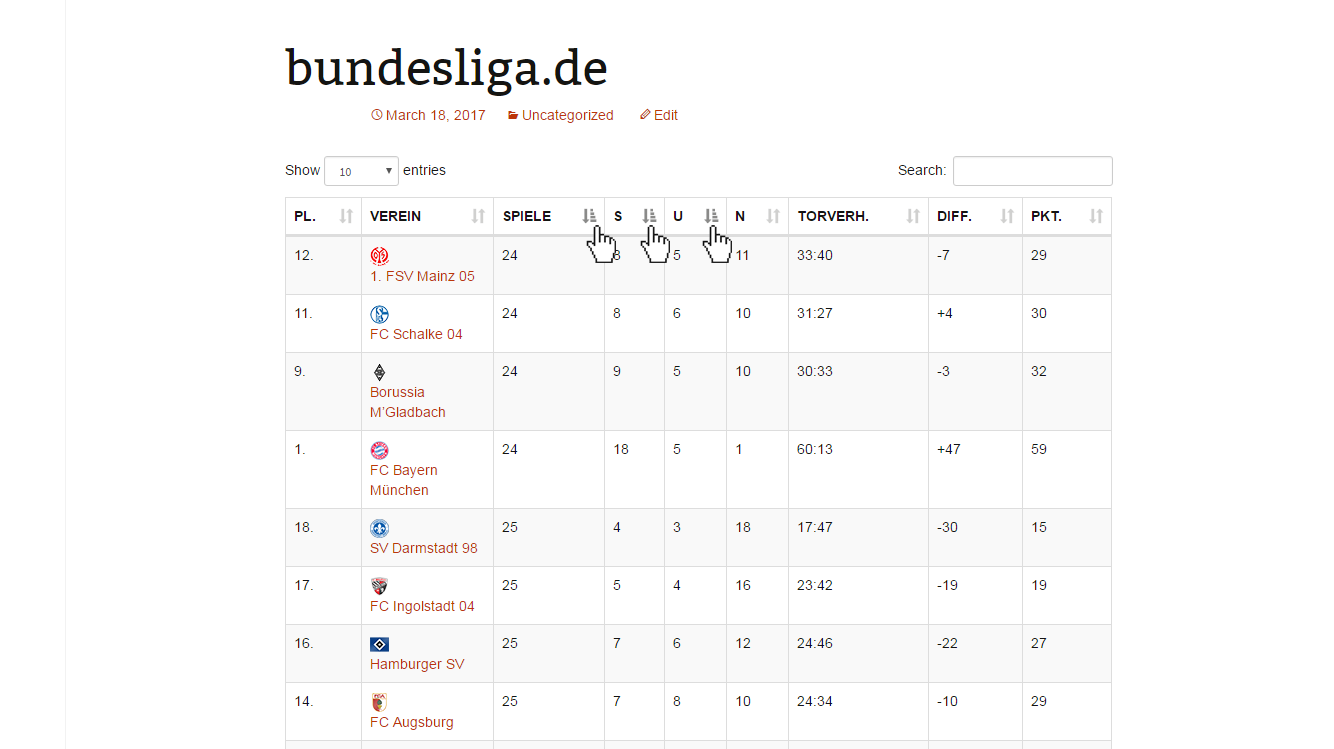 bundesliga.de
March 18, 2017 Uncategorized Edit
Show 10 entries Search:
PL. VEREIN SPIELE S U N TORVERH. DIFF. PKT.
12. 24 8 5 11 33:40 -7 29
1. FSV Mainz 05
11. 24 8 6 10 31:27 +4 30
FC Schalke 04
9. 24 9 5 10 30:33 -3 32
Borussia
M'Gladbach
1. 24 18 5 1 60:13 +47 59
FC Bayern
München
18. 25 4 3 18 17:47 -30 15
SV Darmstadt 98
17. 25 5 4 16 23:42 -19 19
FC Ingolstadt 04
16. 25 7 6 12 24:46 -22 27
Hamburger SV
14. 25 7 8 10 24:34 -10 29
FC Augsburg